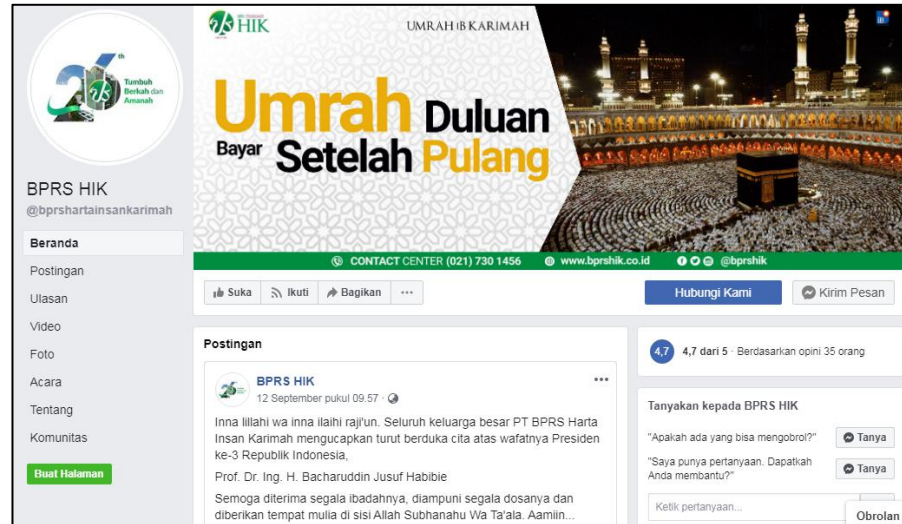 26 th
Tumbuh
Berkah dan
Amanah
BPRS HIK
@bprshartainsankarimah
Beranda
Postingan
Ulasan
Video
Foto
Acara
Tentang
Komunitas
Buat Halaman
HIK
UMRAH iB KARIMAH
iB
Umrah Duluan
Bayar Setelah Pulang
CONTACT CENTER (021) 730 1456 www.bprshik.co.id @bprshik
Suka Ikuti Bagikan ...
Hubungi Kami Kirim Pesan
Postingan
BPRS HIK
12 September pukul 09.57 ·
Inna lillahi wa inna ilaihi raji'un. Seluruh keluarga besar PT BPRS Harta
Insan Karimah mengucapkan turut berduka cita atas wafatnya Presiden
ke-3 Republik Indonesia,
Prof. Dr. Ing. H. Bacharuddin Jusuf Habibie
Semoga diterima segala ibadahnya, diampuni segala dosanya dan
diberikan tempat mulia di sisi Allah Subhanahu Wa Ta'ala. Aamiin...
4,7 4,7 dari 5 · Berdasarkan opini 35 orang
Tanyakan kepada BPRS HIK
"Apakah ada yang bisa mengobrol?" Tanya
"Saya punya pertanyaan. Dapatkah
Anda membantu?" Tanya
Ketik pertanyaan...
Obrolan